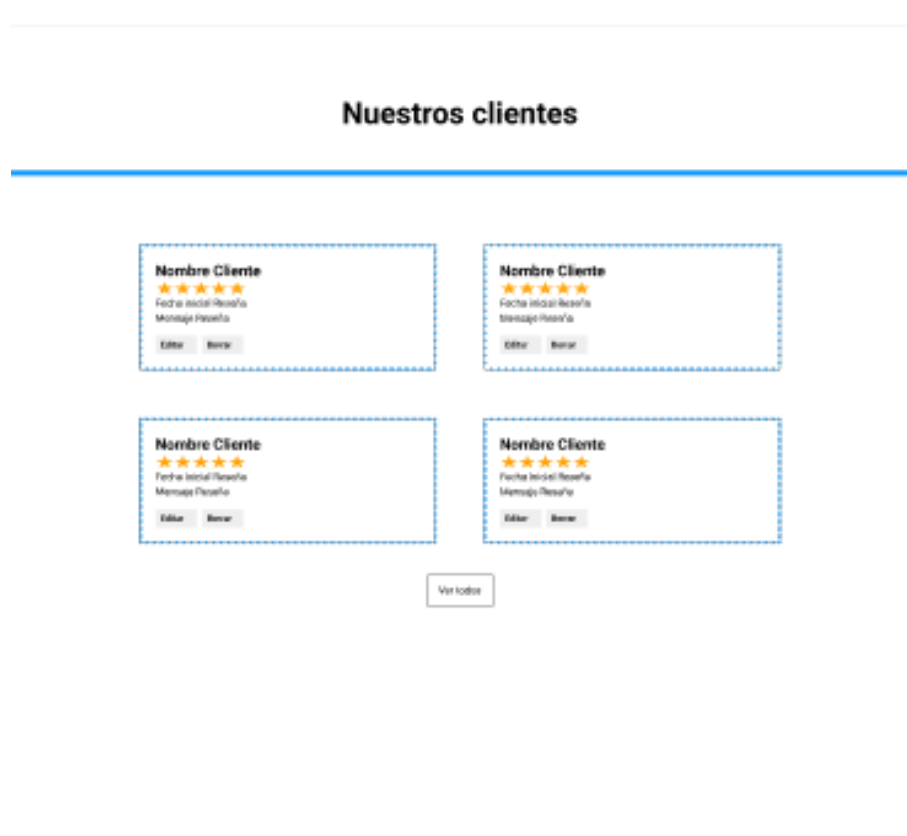 Nuestros clientes
Nombre Cliente
Fecha inicial Reseña
Mensaje Reseña
Editar Borrar
Nombre Cliente
Fecha inicial Reseña
Mensaje Reseña
Editar Borrar
Nombre Cliente
Fecha inicial Reseña
Mensaje Reseña
Editar Borrar
Nombre Cliente
Fecha inicial Reseña
Mensaje Reseña
Editar Borrar
Ver todos